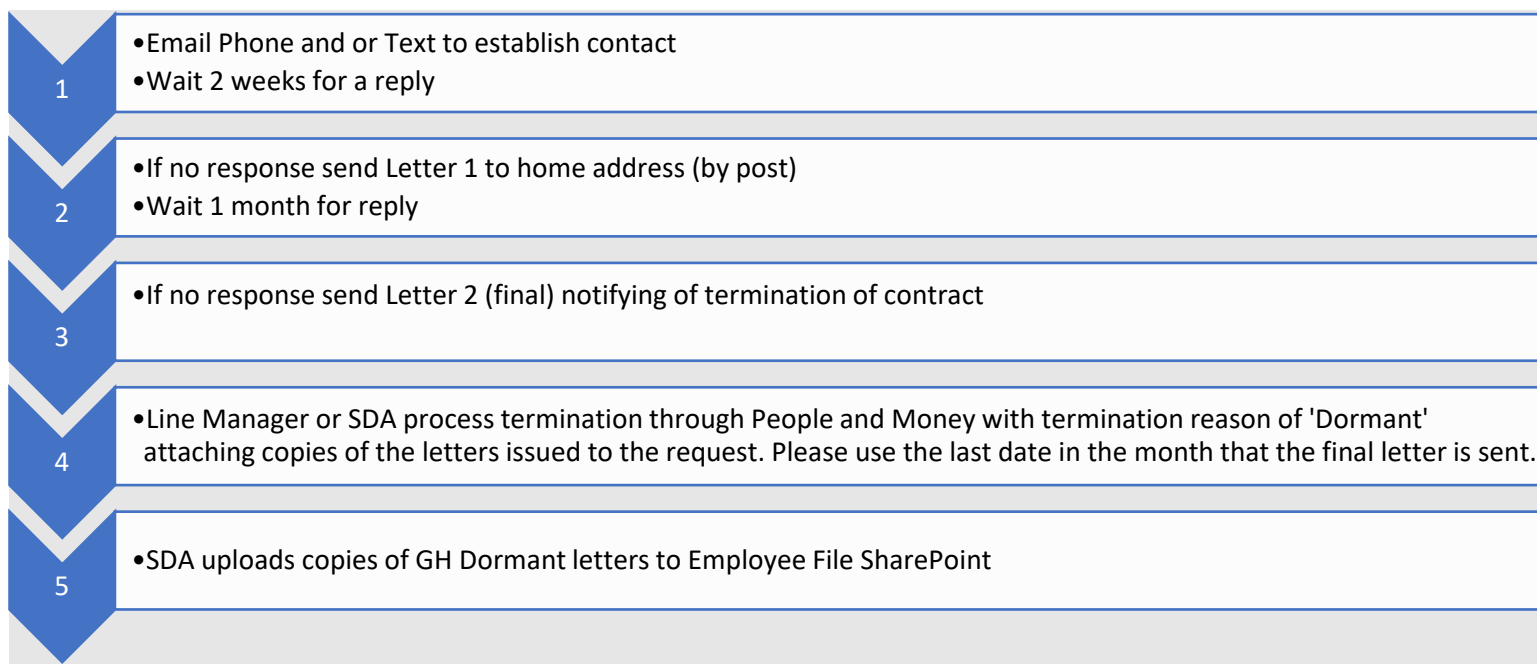 1
•Email Phone and or Text to establish contact
•Wait 2 weeks for a reply
2
•If no response send Letter 1 to home address (by post)
•Wait 1 month for reply
3
•If no response send Letter 2 (final) notifying of termination of contract
4
•Line Manager or SDA process termination through People and Money with termination reason of 'Dormant'
attaching copies of the letters issued to the request. Please use the last date in the month that the final letter is sent.
5
•SDA uploads copies of GH Dormant letters to Employee File SharePoint